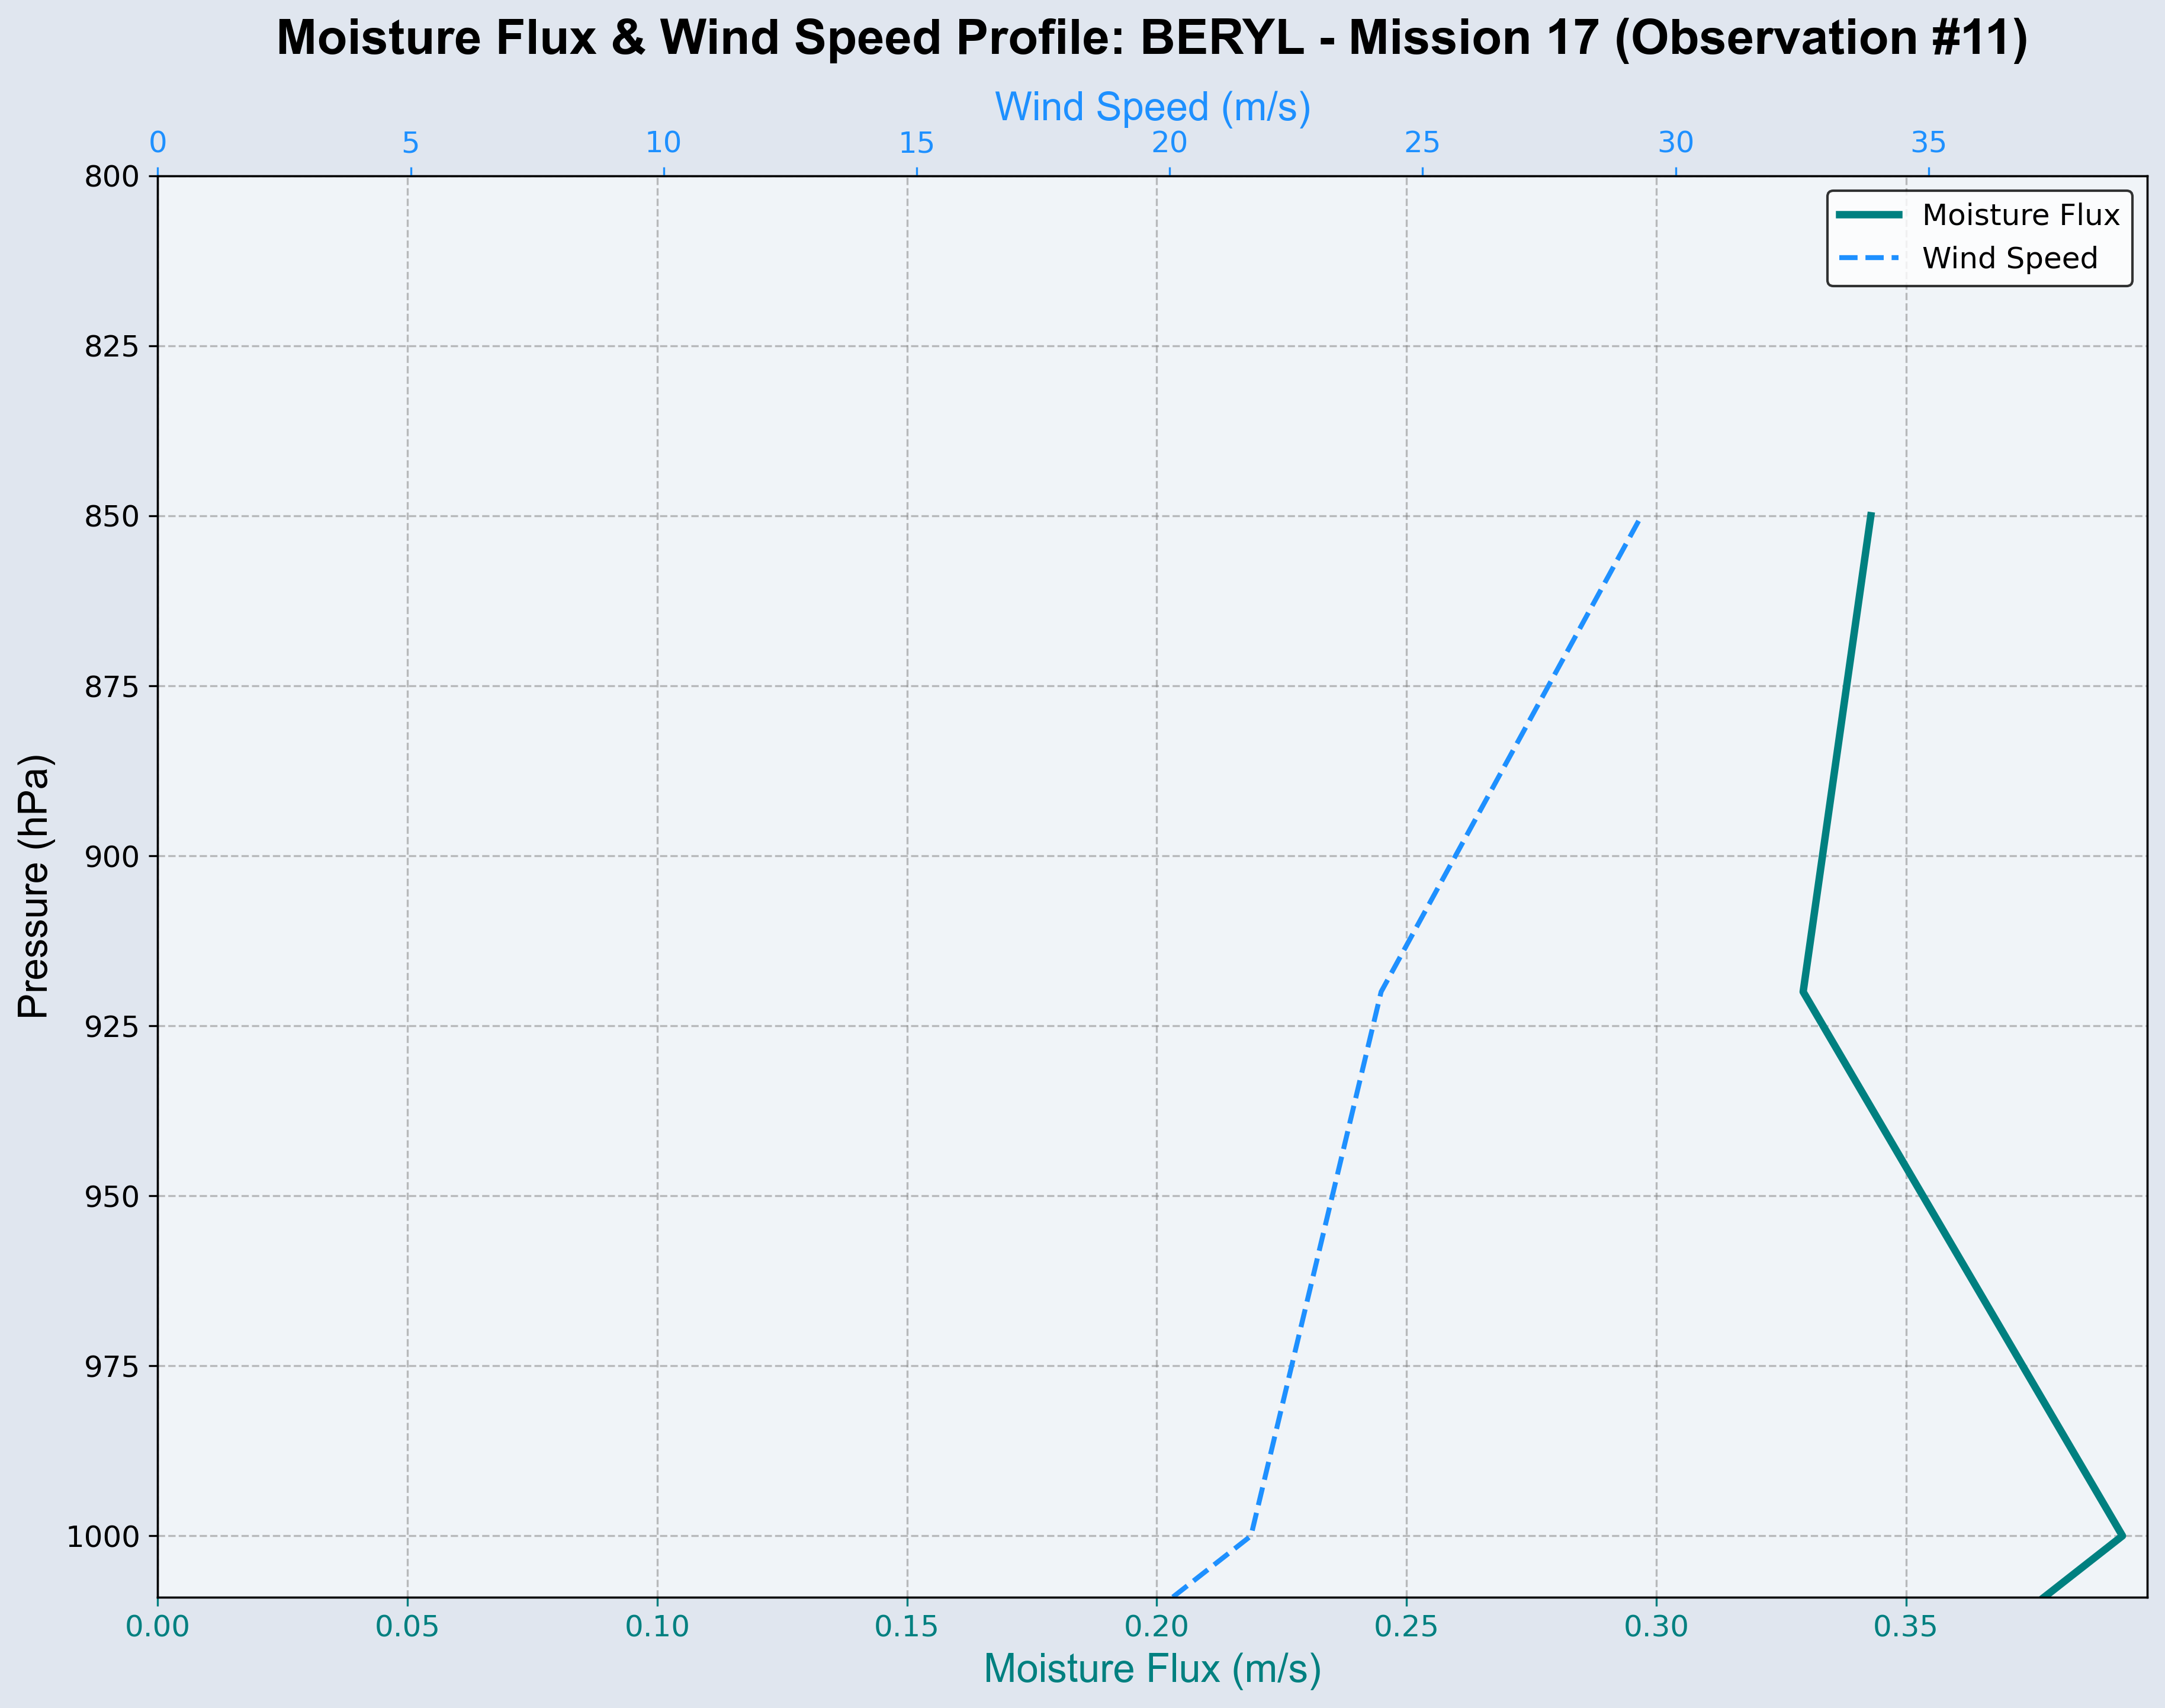 Moisture Flux & Wind Speed Profile: BERYL - Mission 17 (Observation #11)
Wind Speed (m/s)
0 5 10 15 20 25 30 35
Moisture Flux
Wind Speed
800
825
850
875
900
925
950
975
1000
Pressure (hPa)
0.00 0.05 0.10 0.15 0.20 0.25 0.30 0.35
Moisture Flux (m/s)